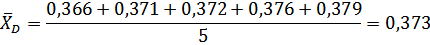 X̄_D = (0,366 + 0,371 + 0,372 + 0,376 + 0,379) / 5 = 0,373